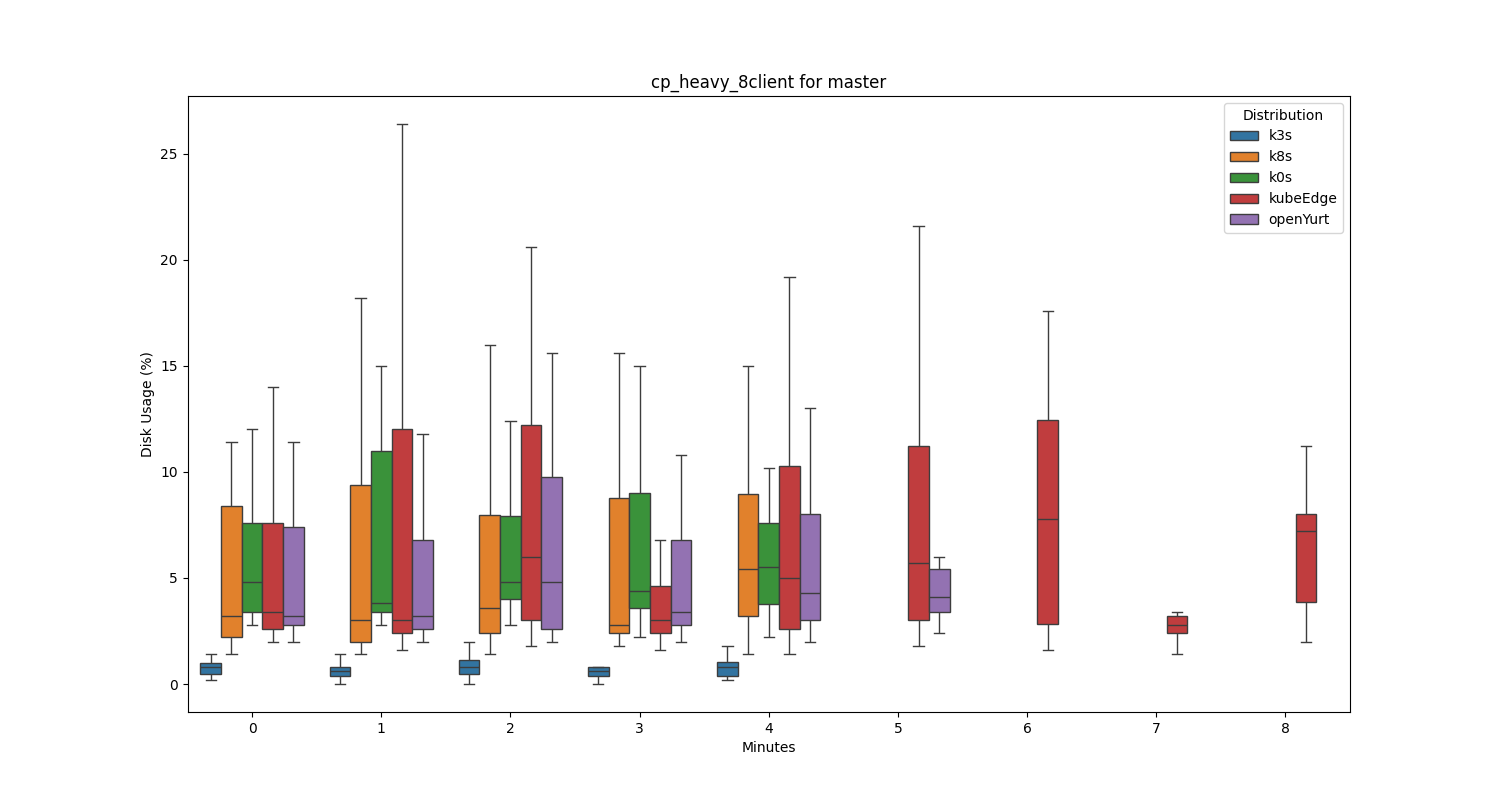 cp_heavy_8client for master
Distribution
k3s
k8s
k0s
kubeEdge
openYurt
Disk Usage (%)
25
20
15
10
5
0
0 1 2 3 4 5 6 7 8
Minutes